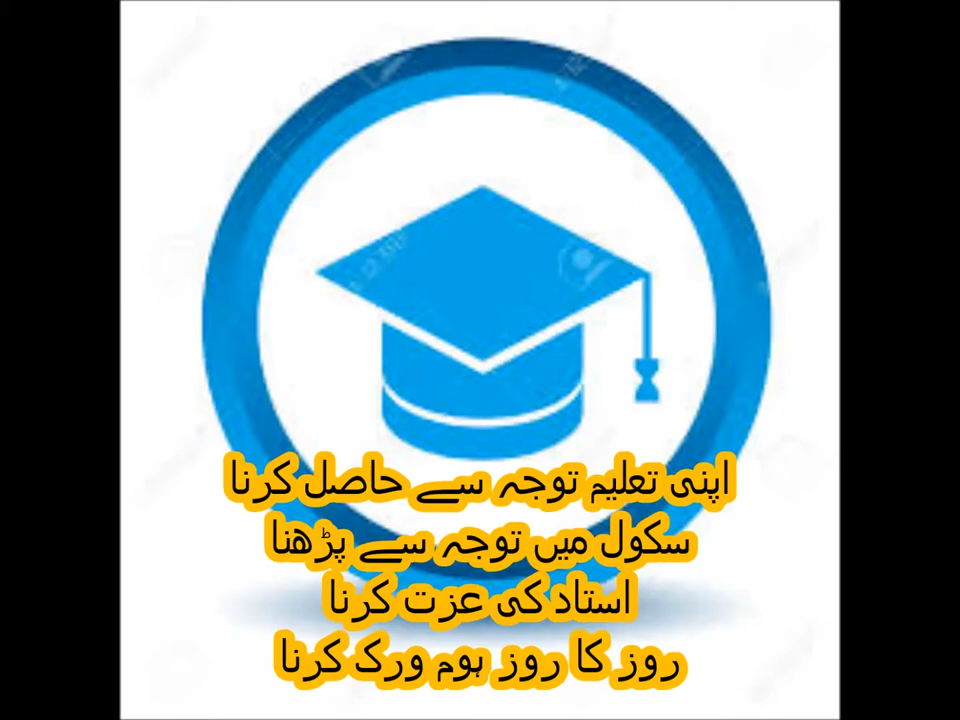 اپنی تعلیم توجہ سے حاصل کرنا
سکول میں توجہ سے پڑھنا
استاد کی عزت کرنا
روز کا روز ہوم ورک کرنا